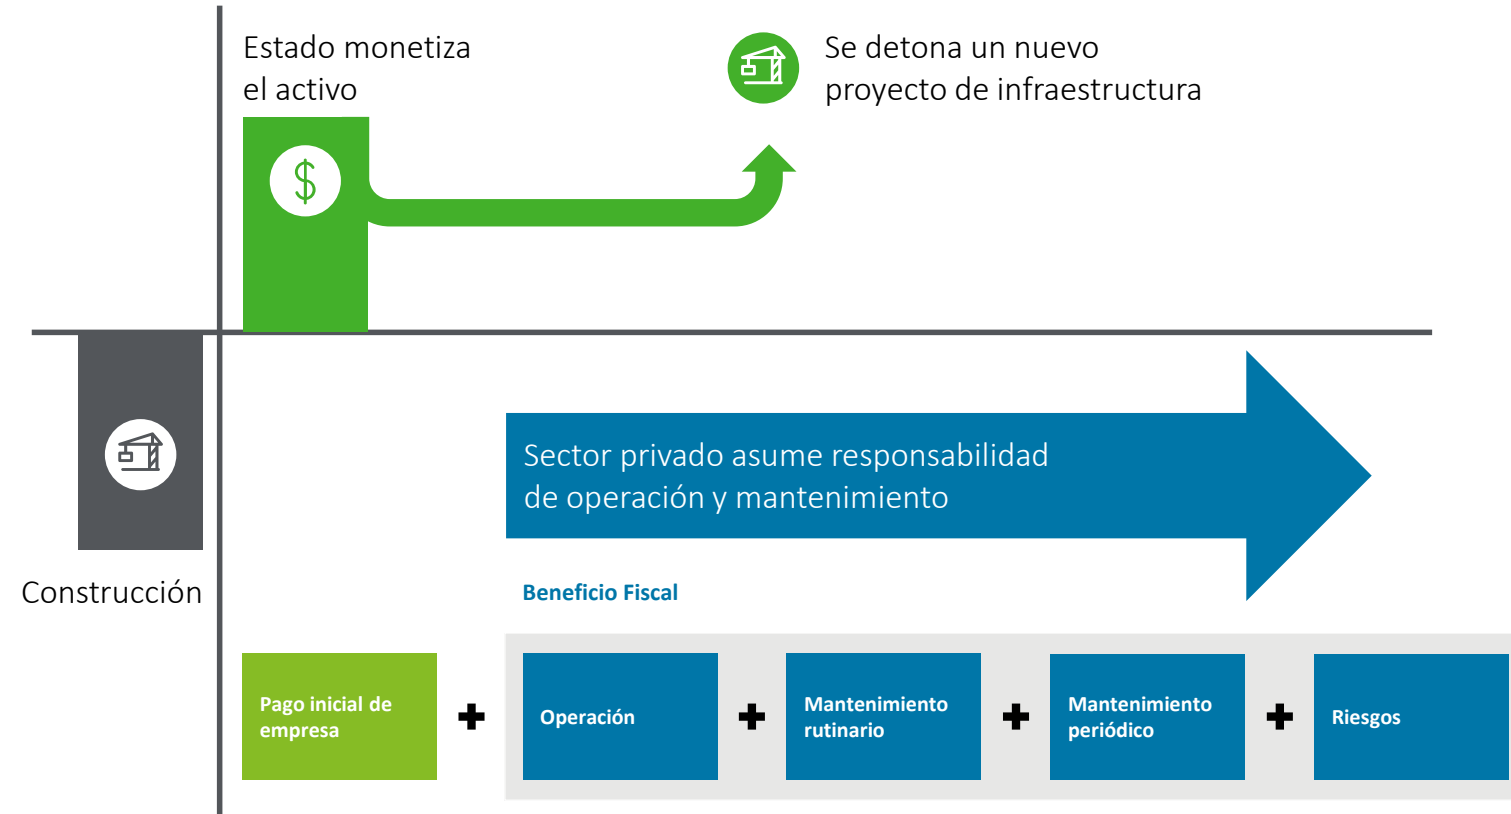 Estado monetiza
el activo
Se detona un nuevo
proyecto de infraestructura
$
Sector privado asume responsabilidad
de operación y mantenimiento
Construcción
Beneficio Fiscal
Pago inicial de
empresa
Operación
Mantenimiento
rutinario
Mantenimiento
periódico
Riesgos